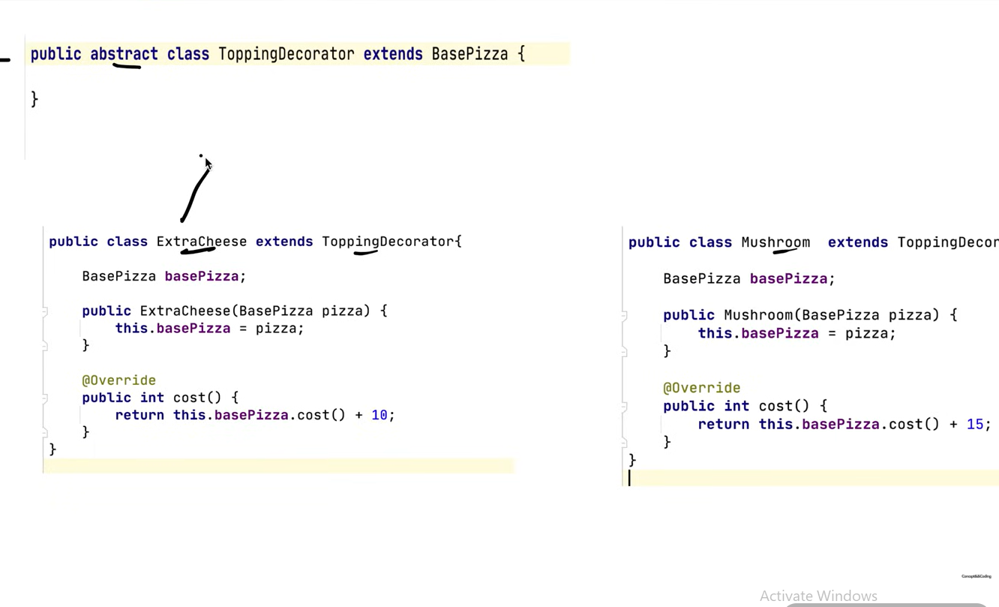 public abstract class ToppingDecorator extends BasePizza {
}
public class ExtraCheese extends ToppingDecorator{
BasePizza basePizza;
public ExtraCheese(BasePizza pizza) {
this.basePizza = pizza;
}
@Override
public int cost() {
return this.basePizza.cost() + 10;
}
}
public class Mushroom extends ToppingDecor
BasePizza basePizza;
public Mushroom(BasePizza pizza) {
this.basePizza = pizza;
}
@Override
public int cost() {
return this.basePizza.cost() + 15;
}
}
Concept&&Coding
Activate Windows